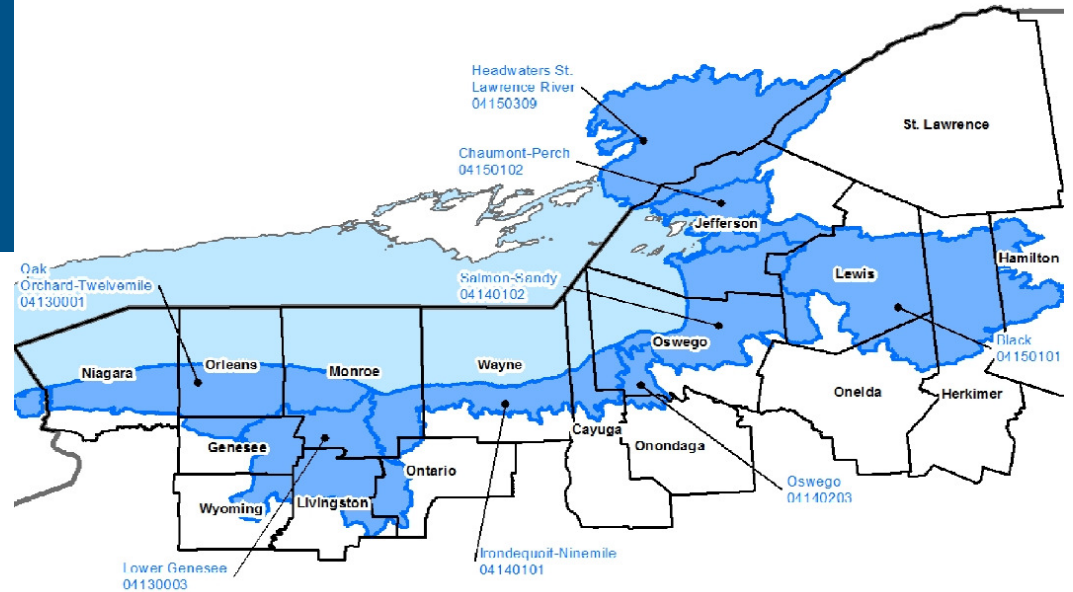 Headwaters St.
Lawrence River
04150309
St. Lawrence
Chaumont-Perch
04150102
Jefferson
Oak
Orchard-Twelvemile
04130001
Salmon-Sandy
04140102
Lewis
Hamilton
Black
04150101
Niagara
Orleans
Monroe
Wayne
Oswego
Oneida
Herkimer
Genesee
Ontario
Cayuga
Onondaga
Wyoming
Livingston
Oswego
04140203
Lower Genesee
04130003
Irondequoit-Ninemile
04140101